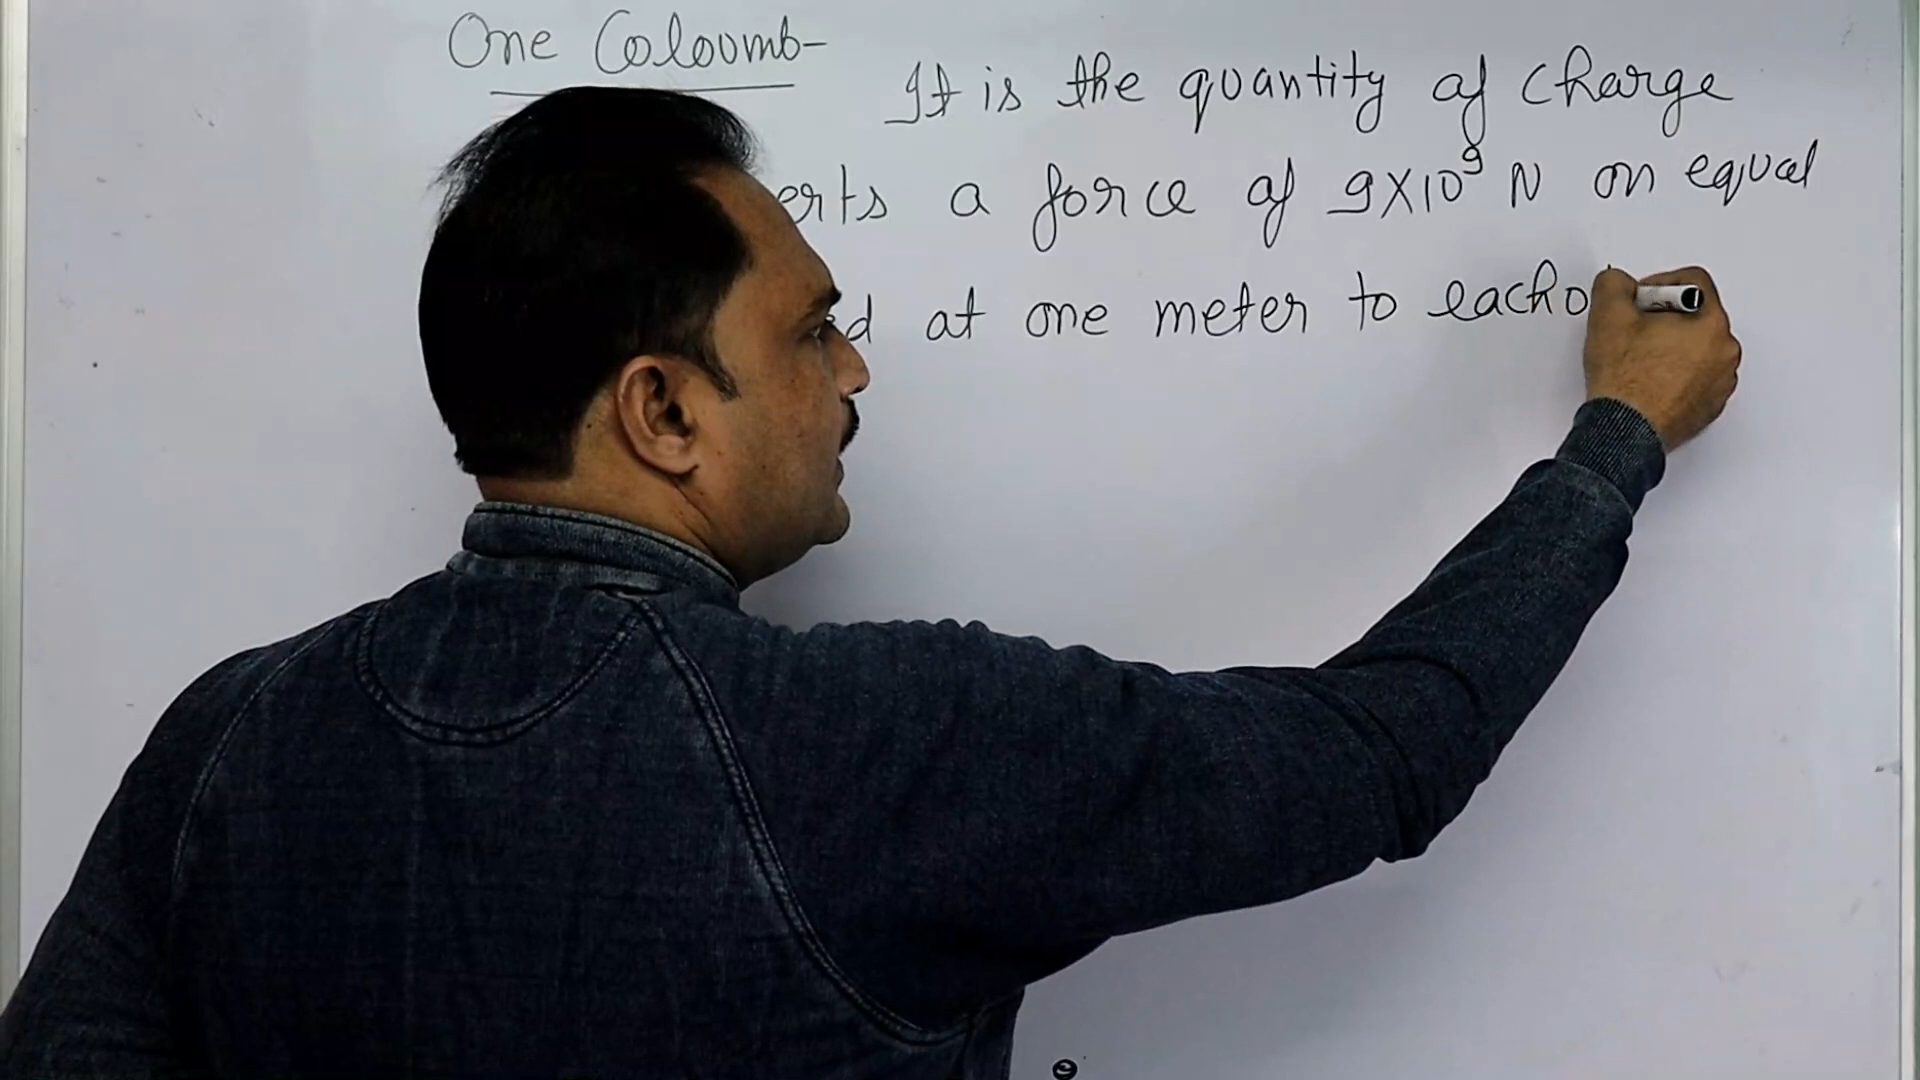 One Coloumb-
It is the quantity of charge
erts a force of 9X10⁹ N on equal
d at one meter to eacho